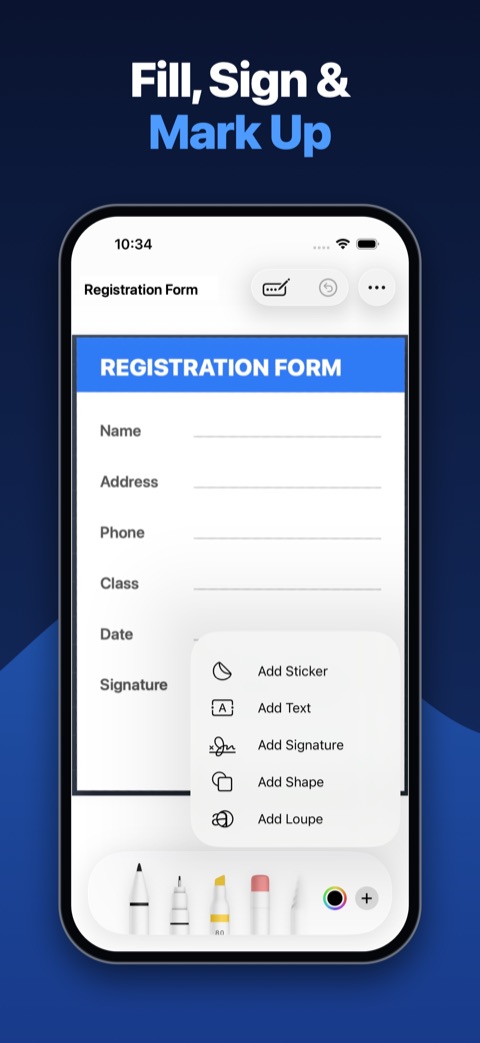 Fill, Sign &
Mark Up
10:34
Registration Form
REGISTRATION FORM
Name
Address
Phone
Class
Date
Signature
Add Sticker
A
Add Text
Add Signature
Add Shape
a
Add Loupe
80